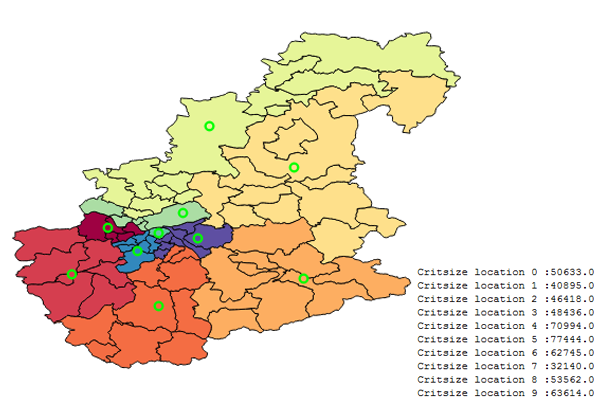 Critsize location 0 :50633.0
Critsize location 1 :40895.0
Critsize location 2 :46418.0
Critsize location 3 :48436.0
Critsize location 4 :70994.0
Critsize location 5 :77444.0
Critsize location 6 :62745.0
Critsize location 7 :32140.0
Critsize location 8 :53562.0
Critsize location 9 :63614.0